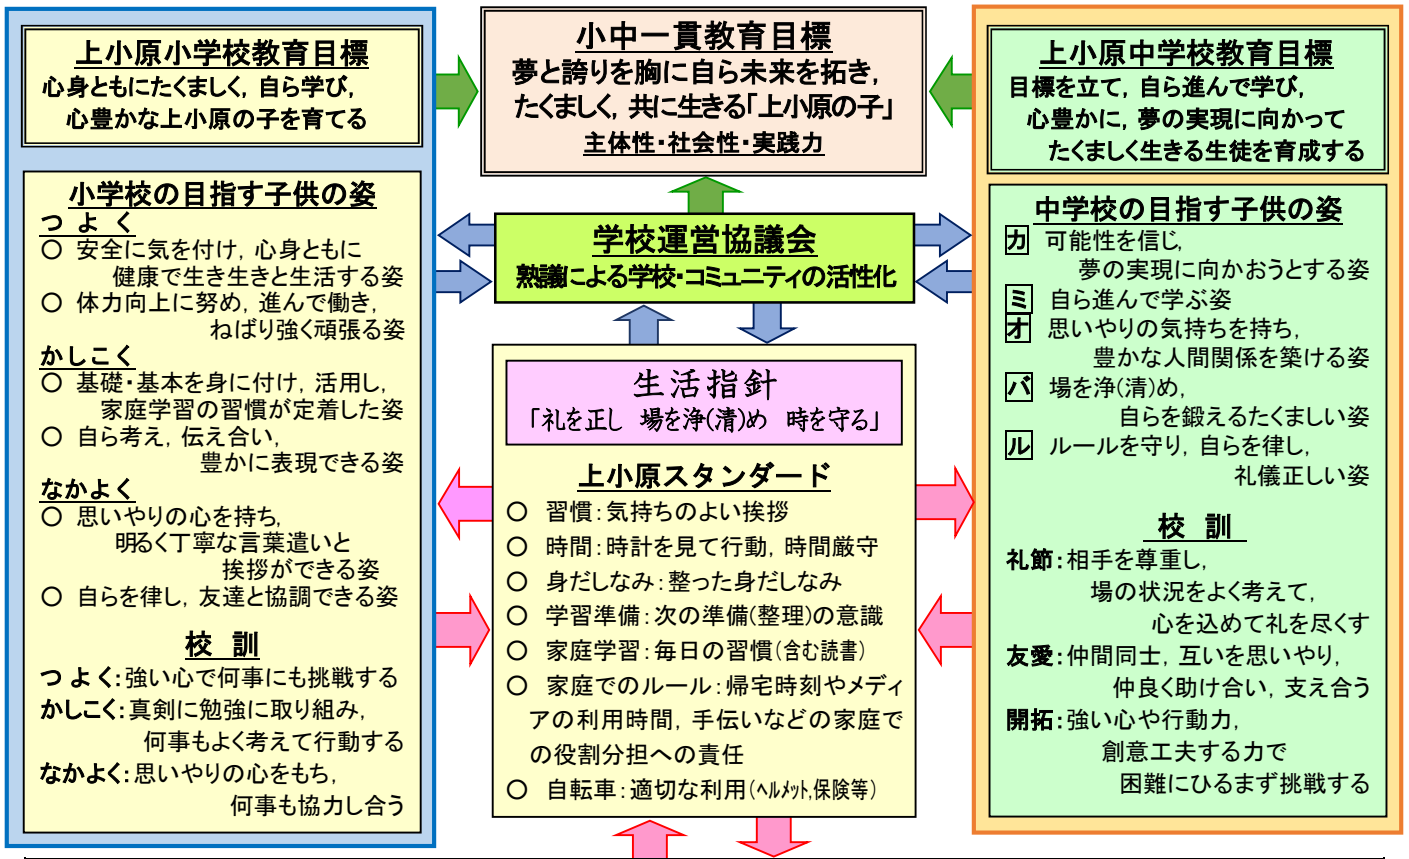 上小原小学校教育目標
心身ともにたくましく,自ら学び,
心豊かな上小原の子を育てる
小中一貫教育目標
夢と誇りを胸に自ら未来を拓き,
たくましく,共に生きる「上小原の子」
主体性・社会性・実践力
上小原中学校教育目標
目標を立て,自ら進んで学び,
心豊かに,夢の実現に向かって
たくましく生きる生徒を育成する
小学校の目指す子供の姿
つ よ く
○ 安全に気を付け,心身ともに
健康で生き生きと生活する姿
○ 体力向上に努め,進んで働き,
ねばり強く頑張る姿
かしこく
○ 基礎・基本を身に付け,活用し,
家庭学習の習慣が定着した姿
○ 自ら考え,伝え合い,
豊かに表現できる姿
なかよく
○ 思いやりの心を持ち,
明るく丁寧な言葉遣いと
挨拶ができる姿
○ 自らを律し,友達と協調できる姿
校 訓
つ よ く:強い心で何事にも挑戦する
かしこく:真剣に勉強に取り組み,
何事もよく考えて行動する
なかよく:思いやりの心をもち,
何事も協力し合う
学校運営協議会
熟議による学校・コミュニティの活性化
生活指針
「礼を正し 場を浄(清)め 時を守る」
上小原スタンダード
○ 習慣:気持ちのよい挨拶
○ 時間:時計を見て行動,時間厳守
○ 身だしなみ:整った身だしなみ
○ 学習準備:次の準備(整理)の意識
○ 家庭学習:毎日の習慣(含む読書)
○ 家庭でのルール:帰宅時刻やメディ
アの利用時間,手伝いなどの家庭で
の役割分担への責任
○ 自転車:適切な利用(ヘルメット,保険等)
中学校の目指す子供の姿
カ 可能性を信じ,
夢の実現に向かおうとする姿
ミ 自ら進んで学ぶ姿
オ 思いやりの気持ちを持ち,
豊かな人間関係を築ける姿
バ 場を浄(清)め,
自らを鍛えるたくましい姿
ル ルールを守り,自らを律し,
礼儀正しい姿
校 訓
礼節:相手を尊重し,
場の状況をよく考えて,
心を込めて礼を尽くす
友愛:仲間同士,互いを思いやり,
仲良く助け合い,支え合う
開拓:強い心や行動力,
創意工夫する力で
困難にひるまず挑戦する